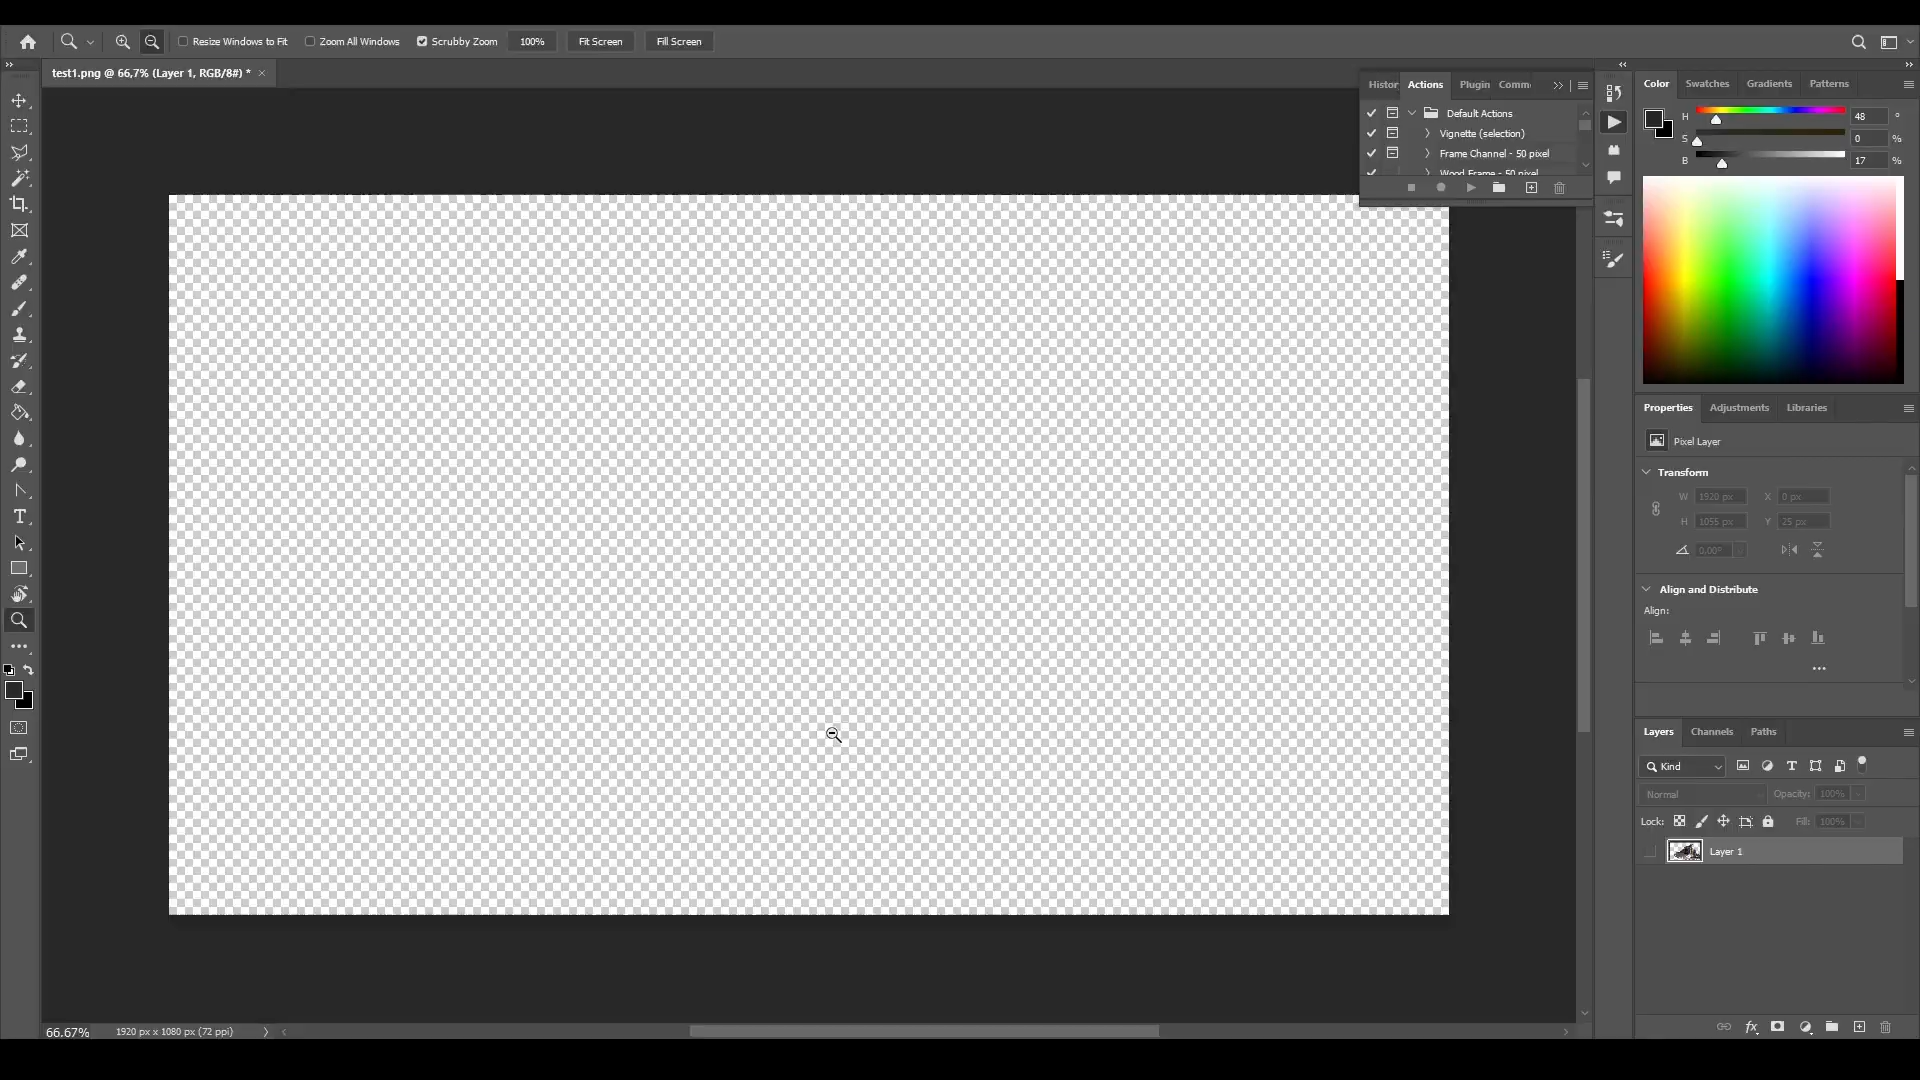 Resize Windows to Fit Zoom All Windows Scrubby Zoom 100% Fit Screen Fill Screen
test1.png @ 66,7% (Layer 1, RGB/8#) * ×
Histor Actions Plugin Comm
Default Actions
Vignette (selection)
Frame Channel - 50 pixel
Wood Frame - 50 pixel
Color Swatches Gradients Patterns
H 48 °
S 0 %
B 17 %
Properties Adjustments Libraries
Pixel Layer
Transform
W 1920 px X 0 px
H 1055 px Y 25 px
0,00°
Align and Distribute
Align:
Layers Channels Paths
Kind
Normal Opacity: 100%
Lock: Fill: 100%
Layer 1
66.67% 1920 px x 1080 px (72 ppi)